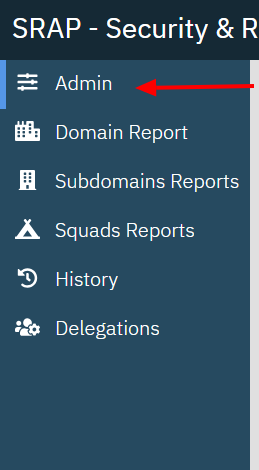 SRAP - Security & R
Admin
Domain Report
Subdomains Reports
Squads Reports
History
Delegations